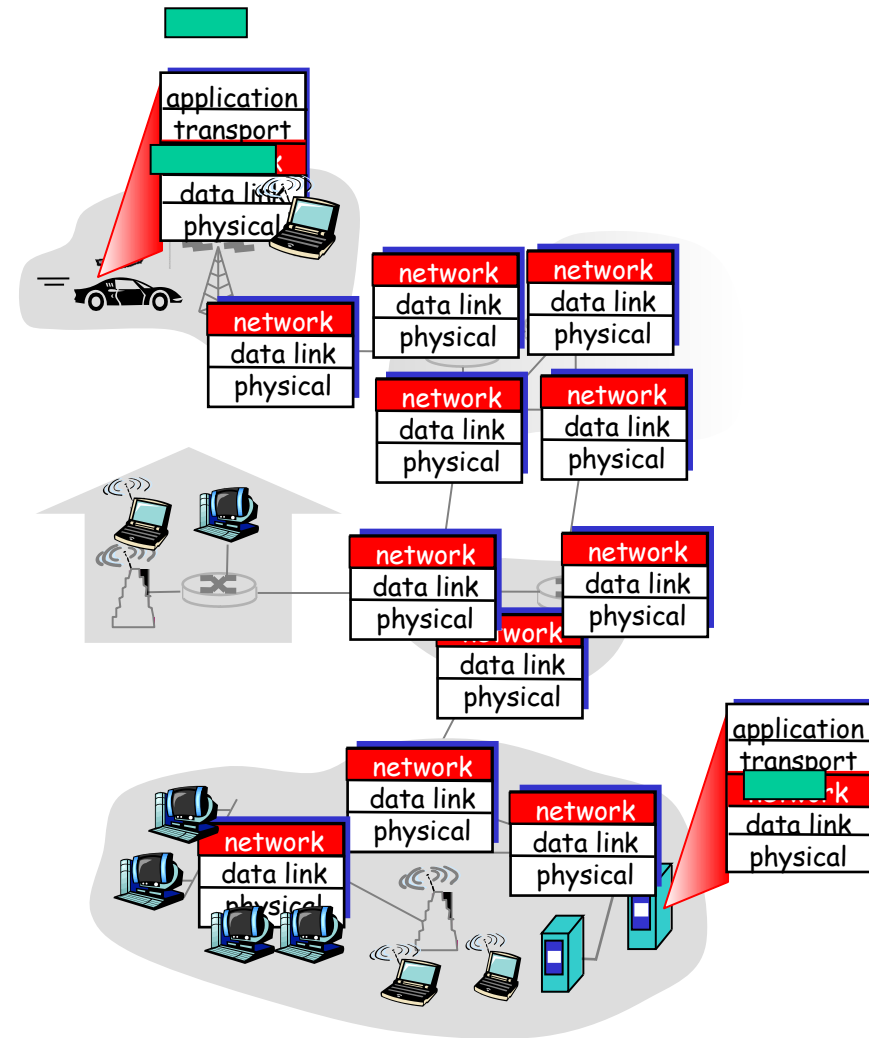 application
transport
data link
physical
network
data link
physical
network
data link
physical
network
data link
physical
network
data link
physical
network
data link
physical
network
data link
physical
network
data link
physical
data link
physical
application
transport
data link
physical
network
data link
physical
network
data link
physical
network
data link
physical